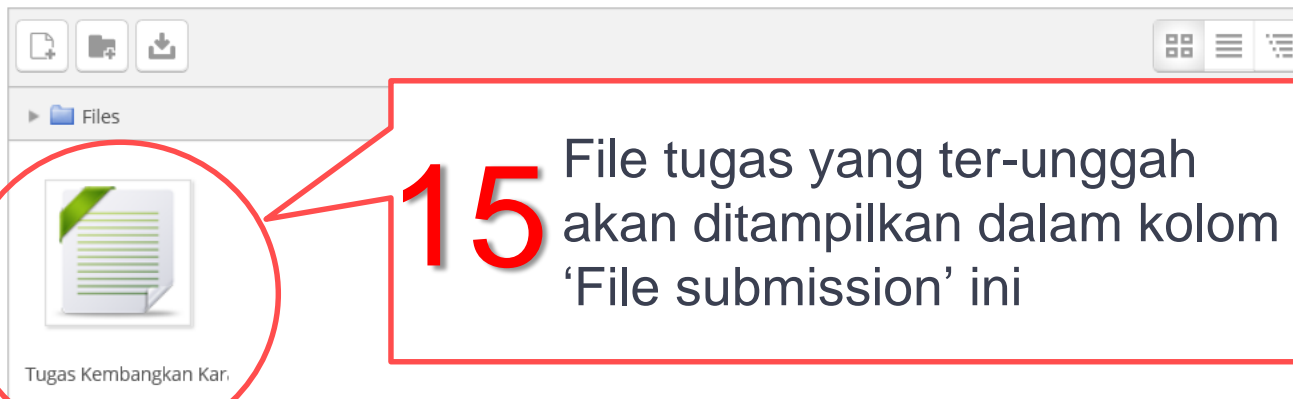 Files
15
File tugas yang ter-unggah
akan ditampilkan dalam kolom
‘File submission’ ini
Tugas Kembangkan Kar